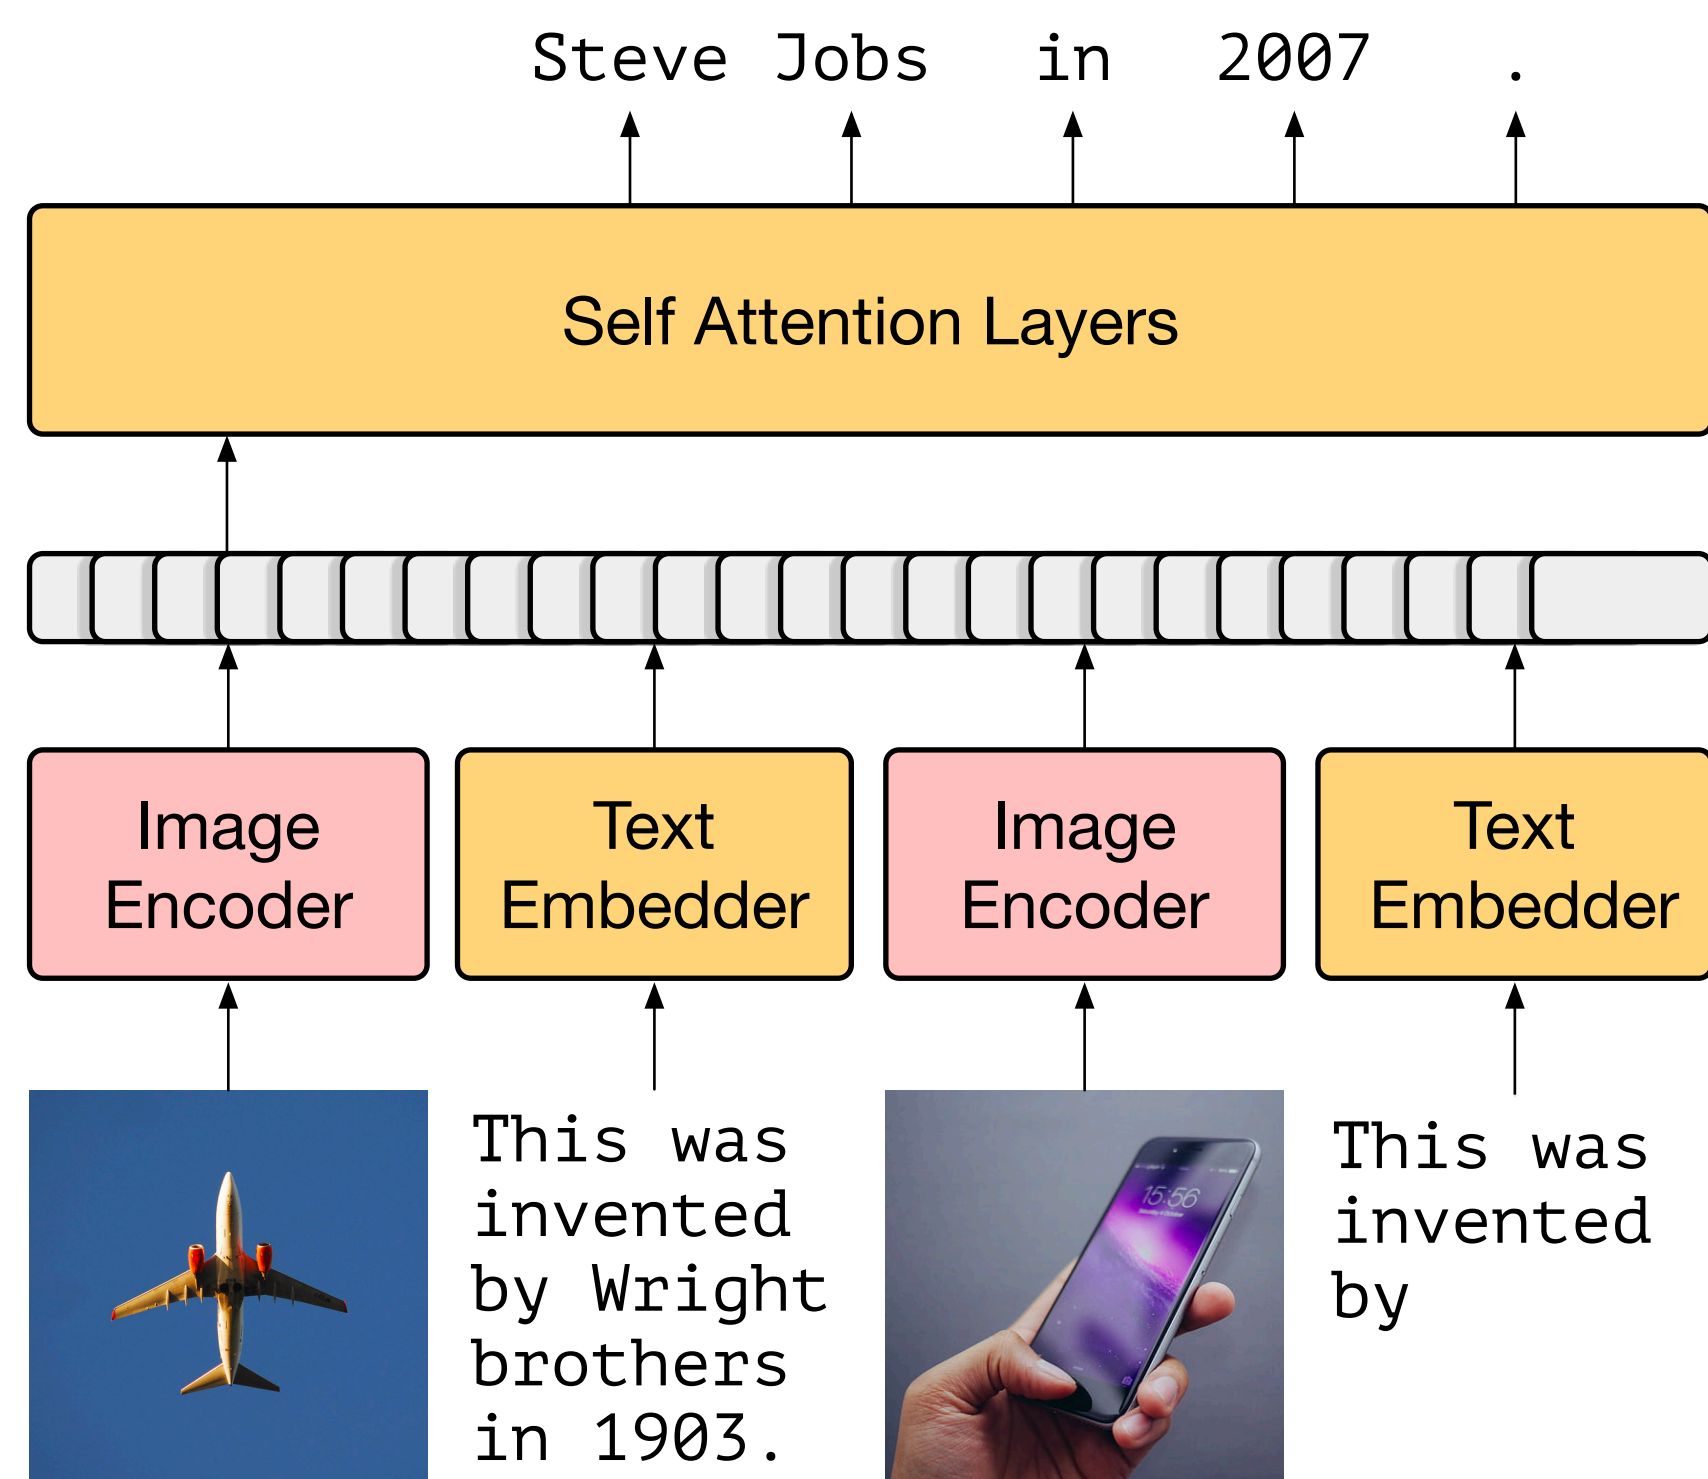 Steve Jobs in 2007 .
Self Attention Layers
Image
Encoder
Text
Embedder
Image
Encoder
Text
Embedder
This was
invented
by Wright
brothers
in 1903.
15:56
This was
invented
by